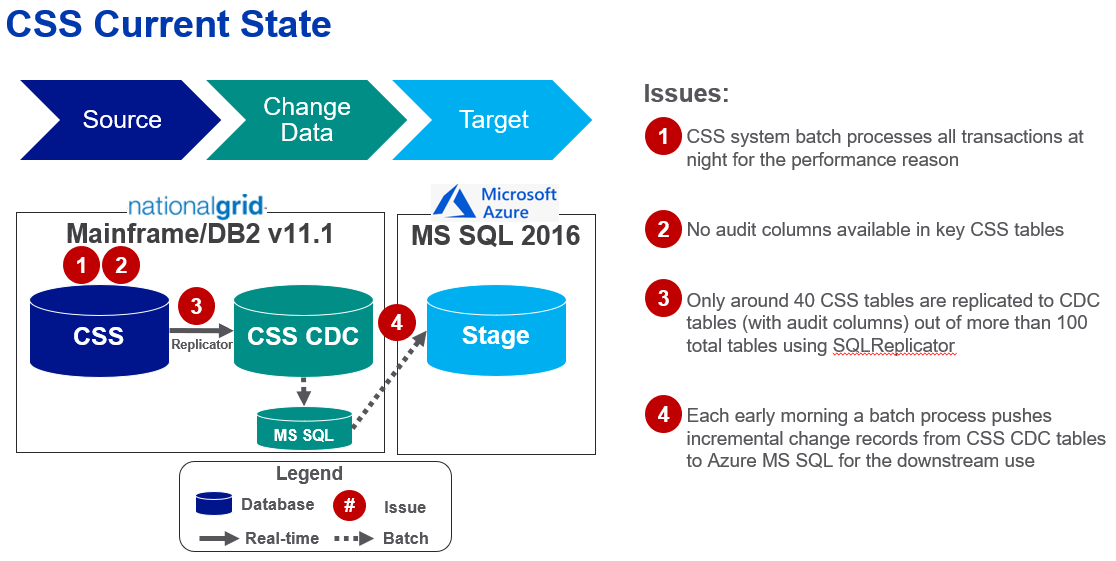 CSS Current State
Source
Change
Data
Target
nationalgrid
Mainframe/DB2 v11.1
Microsoft
Azure
MS SQL 2016
1
2
3
4
CSS
Replicator
CSS CDC
Stage
MS SQL
Legend
Database
#
Issue
Real-time
Batch
Issues:
1
CSS system batch processes all transactions at
night for the performance reason
2
No audit columns available in key CSS tables
3
Only around 40 CSS tables are replicated to CDC
tables (with audit columns) out of more than 100
total tables using SQLReplicator
4
Each early morning a batch process pushes
incremental change records from CSS CDC tables
to Azure MS SQL for the downstream use